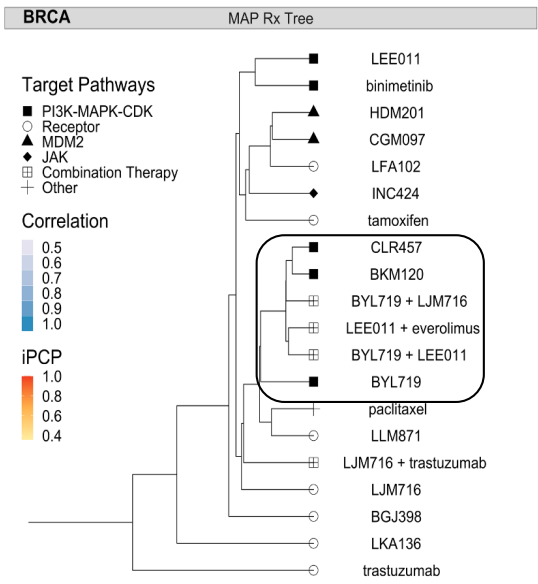 BRCA MAP Rx Tree
Target Pathways
PI3K-MAPK-CDK
Receptor
MDM2
JAK
Combination Therapy
Other
Correlation
0.5
0.6
0.7
0.8
0.9
1.0
iPCP
1.0
0.8
0.6
0.4
LEE011
binimetinib
HDM201
CGM097
LFA102
INC424
tamoxifen
CLR457
BKM120
BYL719 + LJM716
LEE011 + everolimus
BYL719 + LEE011
BYL719
paclitaxel
LLM871
LJM716 + trastuzumab
LJM716
BGJ398
LKA136
trastuzumab